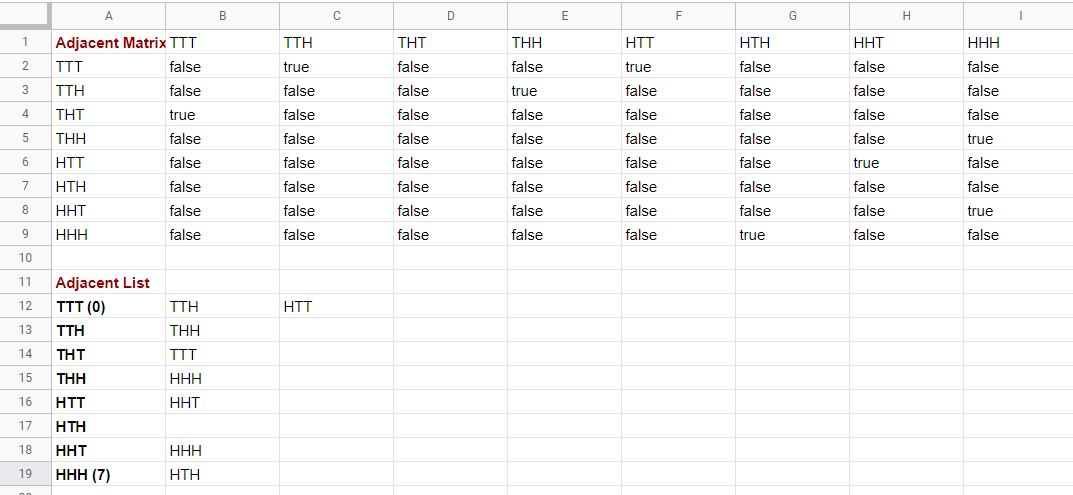 A B C D E F G H I
1 Adjacent Matrix TTT TTH THT THH HTT HTH HHT HHH
2 TTT false true false false true false false false
3 TTH false false false true false false false false
4 THT true false false false false false false false
5 THH false false false false false false false true
6 HTT false false false false false false true false
7 HTH false false false false false false false false
8 HHT false false false false false false false true
9 HHH false false false false false true false false
10
11 Adjacent List
12 TTT (0) TTH HTT
13 TTH THH
14 THT TTT
15 THH HHH
16 HTT HHT
17 HTH
18 HHT HHH
19 HHH (7) HTH